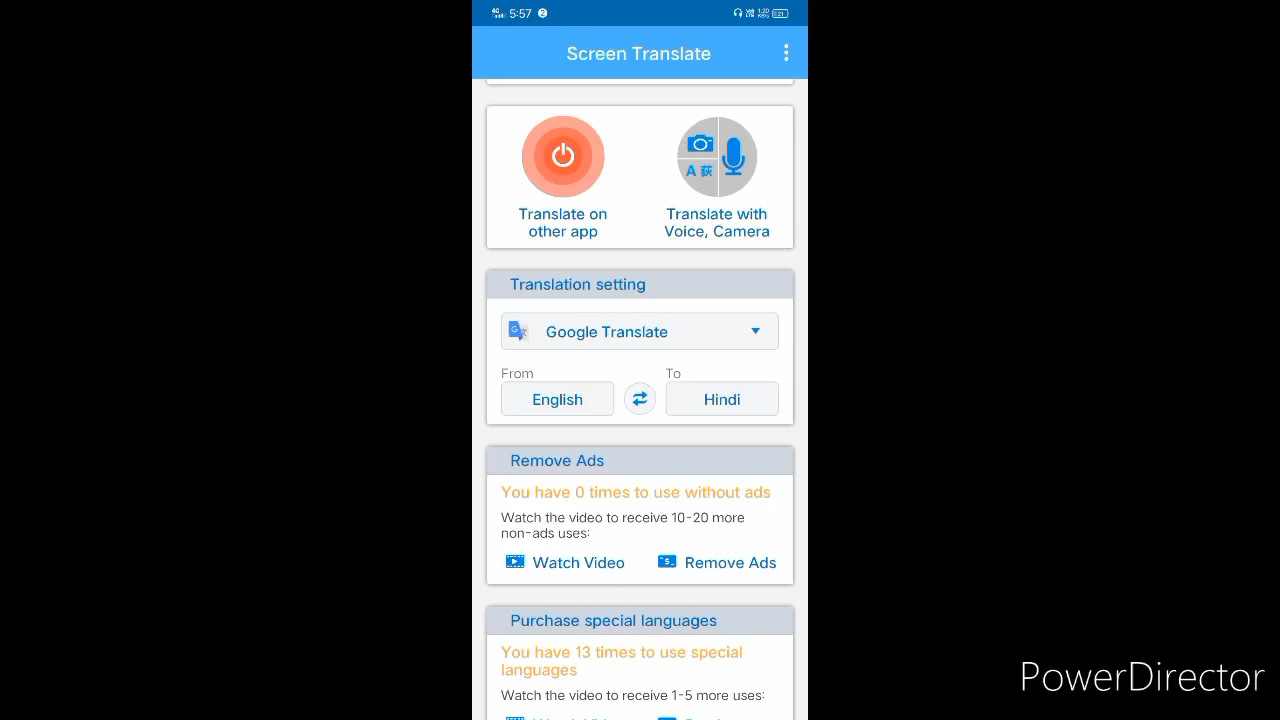 5:57
Screen Translate
Translate on
other app
Translate with
Voice, Camera
Translation setting
Google Translate
From
To
English
Hindi
Remove Ads
You have 0 times to use without ads
Watch the video to receive 10-20 more
non-ads uses:
Watch Video
Remove Ads
Purchase special languages
You have 13 times to use special
languages
Watch the video to receive 1-5 more uses:
PowerDirector